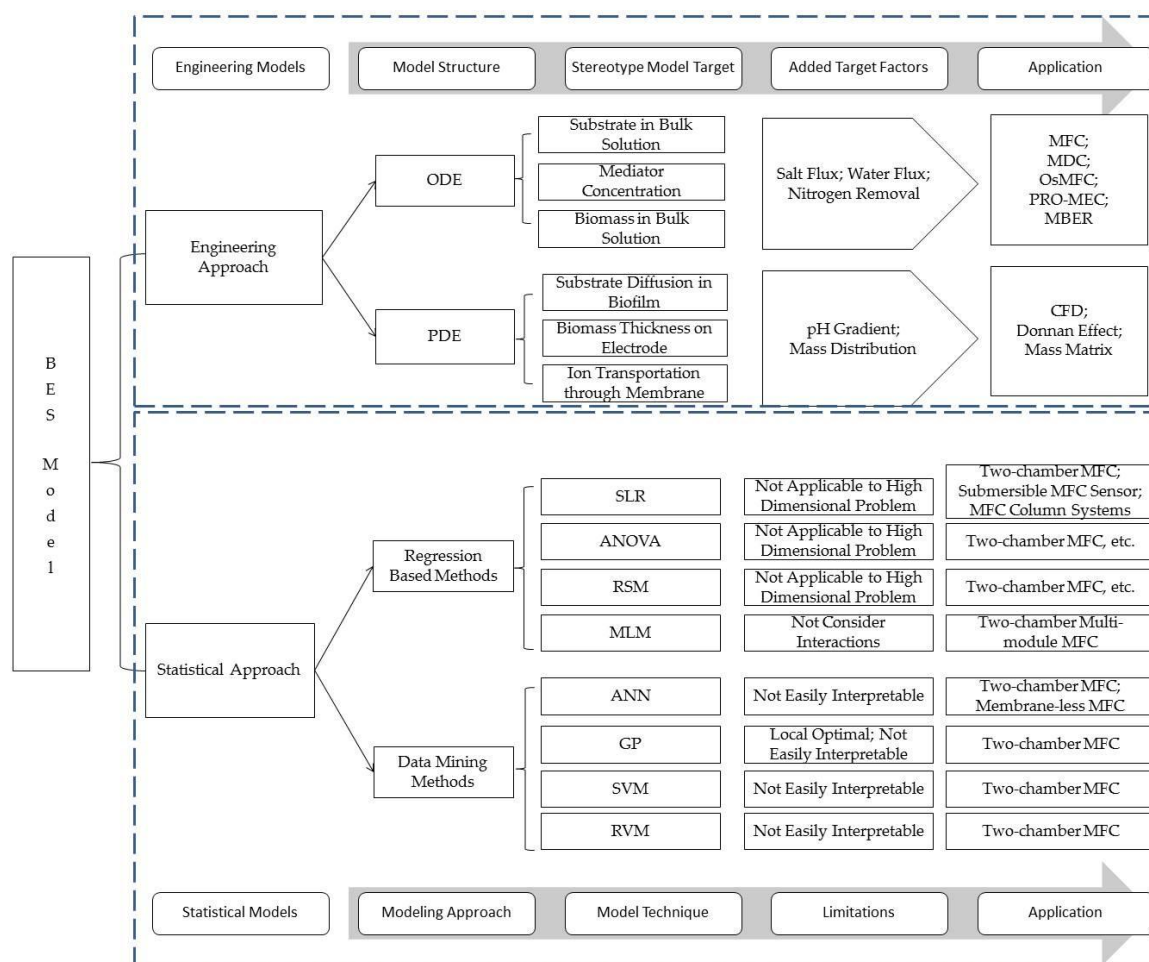 Engineering Models
Model Structure
Stereotype Model Target
Added Target Factors
Application
Substrate in Bulk
Solution
Mediator
Concentration
Biomass in Bulk
Solution
ODE
Salt Flux; Water Flux;
Nitrogen Removal
MFC;
MDC;
OsMFC;
PRO-MEC;
MBER
Engineering
Approach
Substrate Diffusion in
Biofilm
Biomass Thickness on
Electrode
Ion Transportation
through Membrane
PDE
pH Gradient;
Mass Distribution
CFD;
Donnan Effect;
Mass Matrix
B
E
S
M
o
d
e
l
Statistical Approach
Regression
Based Methods
SLR
Not Applicable to High
Dimensional Problem
Two-chamber MFC;
Submersible MFC Sensor;
MFC Column Systems
ANOVA
Not Applicable to High
Dimensional Problem
Two-chamber MFC, etc.
RSM
Not Applicable to High
Dimensional Problem
Two-chamber MFC, etc.
MLM
Not Consider
Interactions
Two-chamber Multi-
module MFC
Data Mining
Methods
ANN
Not Easily Interpretable
Two-chamber MFC;
Membrane-less MFC
GP
Local Optimal; Not
Easily Interpretable
Two-chamber MFC
SVM
Not Easily Interpretable
Two-chamber MFC
RVM
Not Easily Interpretable
Two-chamber MFC
Statistical Models
Modeling Approach
Model Technique
Limitations
Application